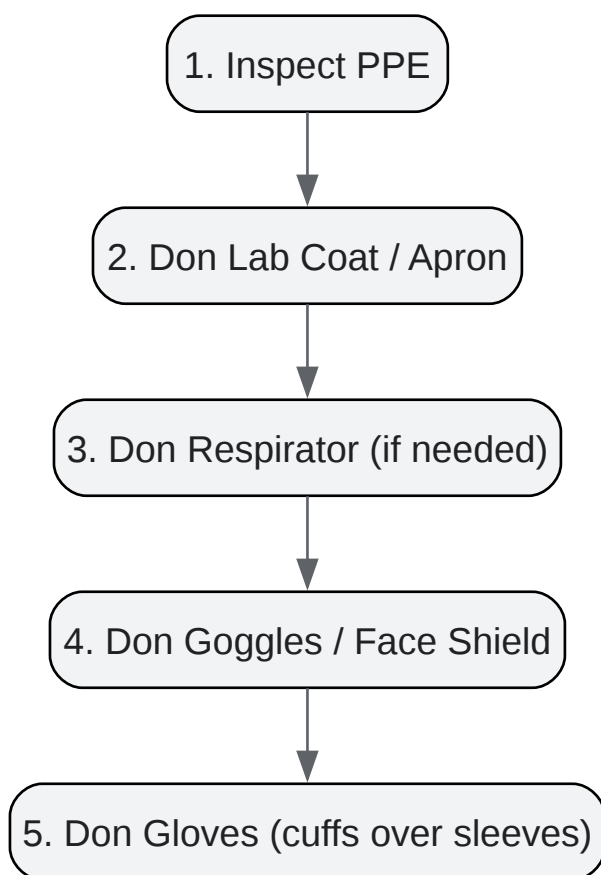 1. Inspect PPE
2. Don Lab Coat / Apron
3. Don Respirator (if needed)
4. Don Goggles / Face Shield
5. Don Gloves (cuffs over sleeves)